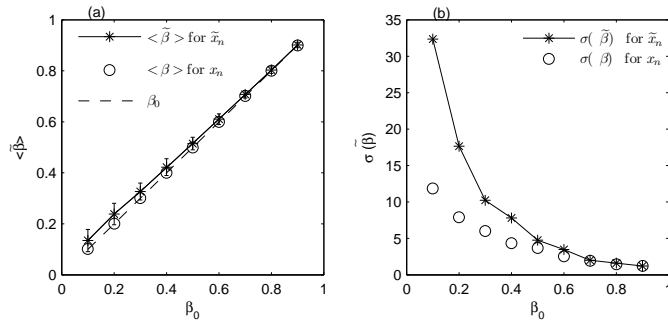 (a)
1
0.8
0.6
0.4
0.2
0
<β̃>
< β̃ > for x̃ₙ
< β > for xₙ
β₀
0 0.2 0.4 0.6 0.8 1
β₀
(b)
35
30
25
20
15
10
5
0
σ (β̃)
σ( β̃) for x̃ₙ
σ( β) for xₙ
0 0.2 0.4 0.6 0.8 1
β₀